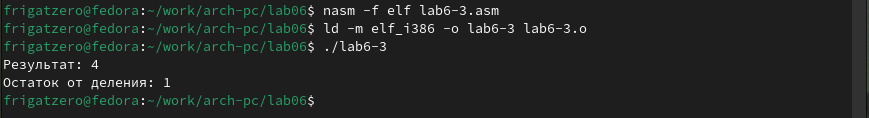 frigatzero@fedora:~/work/arch-pc/lab06$ nasm -f elf lab6-3.asm
frigatzero@fedora:~/work/arch-pc/lab06$ ld -m elf_i386 -o lab6-3 lab6-3.o
frigatzero@fedora:~/work/arch-pc/lab06$ ./lab6-3
Результат: 4
Остаток от деления: 1
frigatzero@fedora:~/work/arch-pc/lab06$